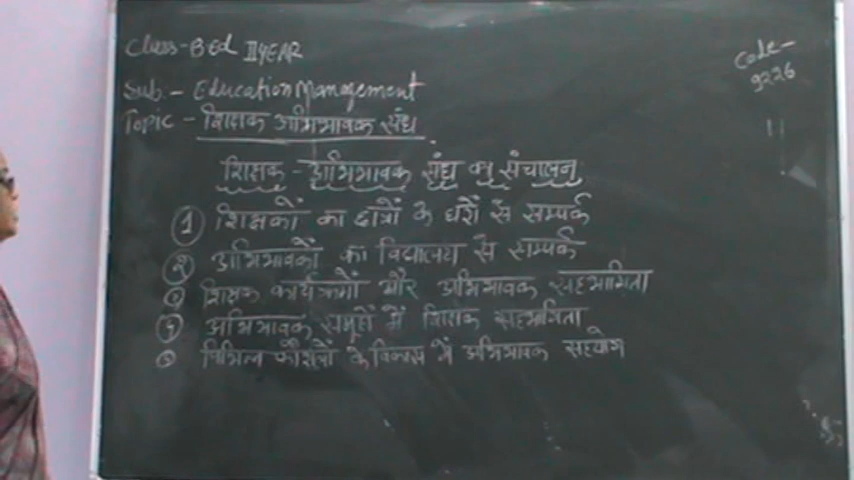 Class-B Ed II YEAR
Code-
9226
Sub.- Education Management
Topic - शिक्षक अभिभावक संघ
शिक्षक - अभिभावक संघ का संचालन
1 शिक्षकों का छात्रों के घरों से सम्पर्क
2 अभिभावकों का विद्यालय से सम्पर्क
3 शिक्षक कार्यक्रमों और अभिभावक सहभागिता
4 अभिभावक समूहों में शिक्षक सहभागिता
5 विभिन्न कौशलों के विकास में अभिभावक सहयोग